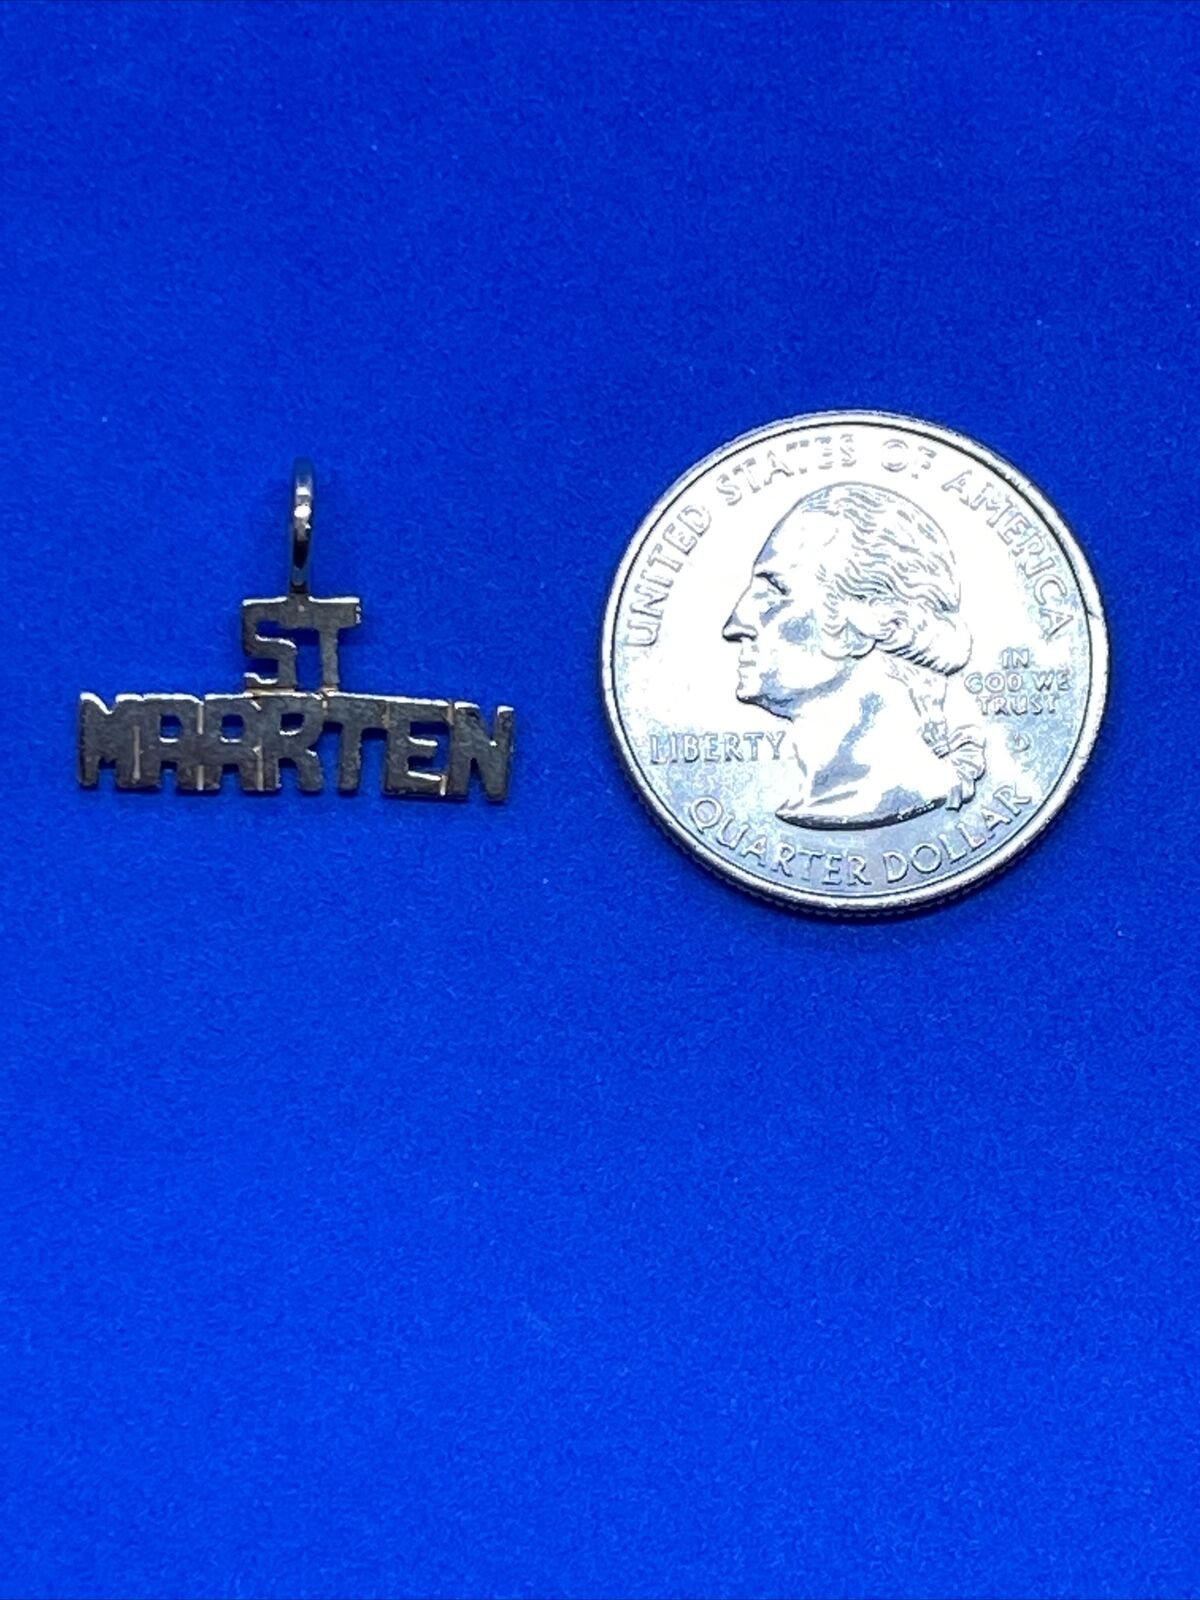 ST
MAARTEN
UNITED STATES OF AMERICA
IN
GOD WE
TRUST
D
LIBERTY
QUARTER DOLLAR